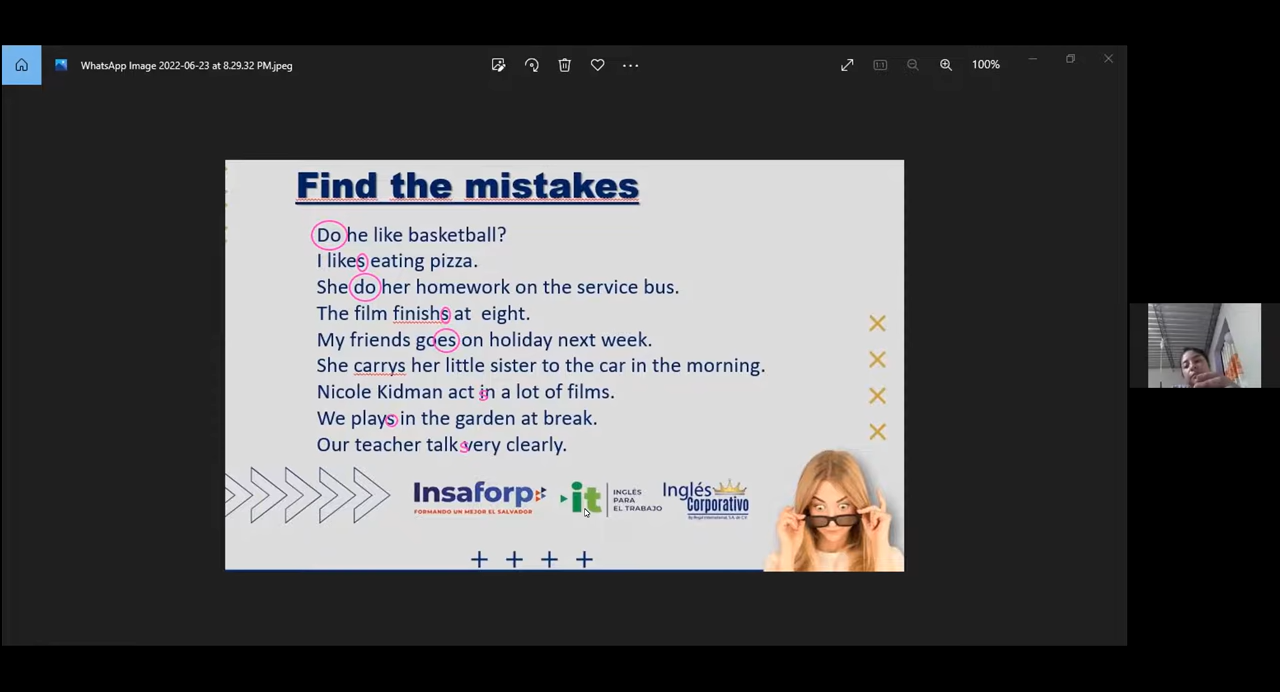 WhatsApp Image 2022-06-23 at 8.29.32 PM.jpeg
100%
Find the mistakes
Do he like basketball?
I likes eating pizza.
She do her homework on the service bus.
The film finishs at eight.
My friends goes on holiday next week.
She carrys her little sister to the car in the morning.
Nicole Kidman act in a lot of films.
s
We plays in the garden at break.
Our teacher talk very clearly.
s
Insaforp
FORMANDO UN MEJOR EL SALVADOR
it
INGLÉS
PARA
EL TRABAJO
Inglés
Corporativo